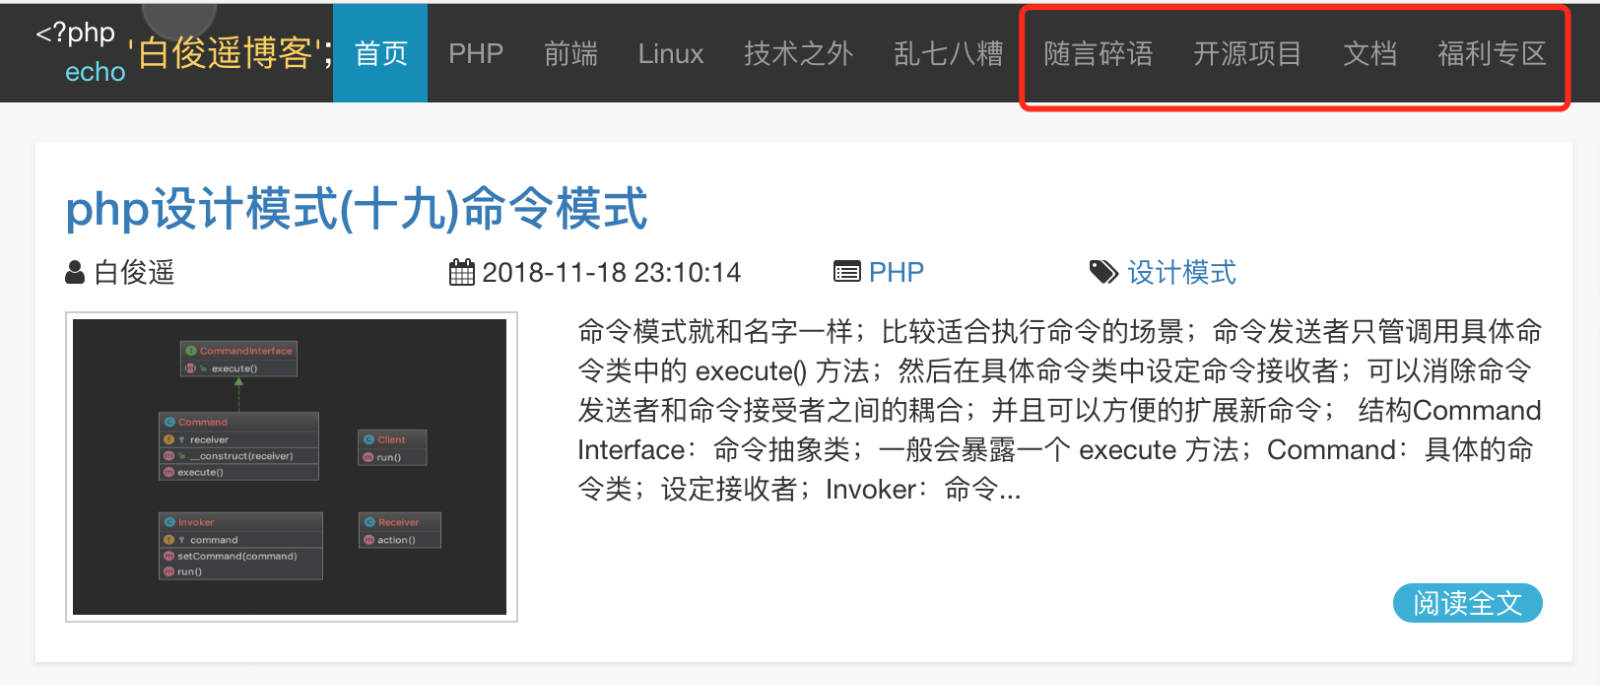 <?php
echo '白俊遥博客';
首页 PHP 前端 Linux 技术之外 乱七八糟 随言碎语 开源项目 文档 福利专区
php设计模式(十九)命令模式
白俊遥 2018-11-18 23:10:14 PHP 设计模式
CommandInterface
execute()
Command
receiver
__construct(receiver)
execute()
Client
run()
Invoker
command
setCommand(command)
run()
Receiver
action()
命令模式就和名字一样；比较适合执行命令的场景；命令发送者只管调用具体命
令类中的 execute() 方法；然后在具体命令类中设定命令接收者；可以消除命令
发送者和命令接受者之间的耦合；并且可以方便的扩展新命令； 结构Command
Interface：命令抽象类；一般会暴露一个 execute 方法；Command：具体的命
令类；设定接收者；Invoker：命令...
阅读全文